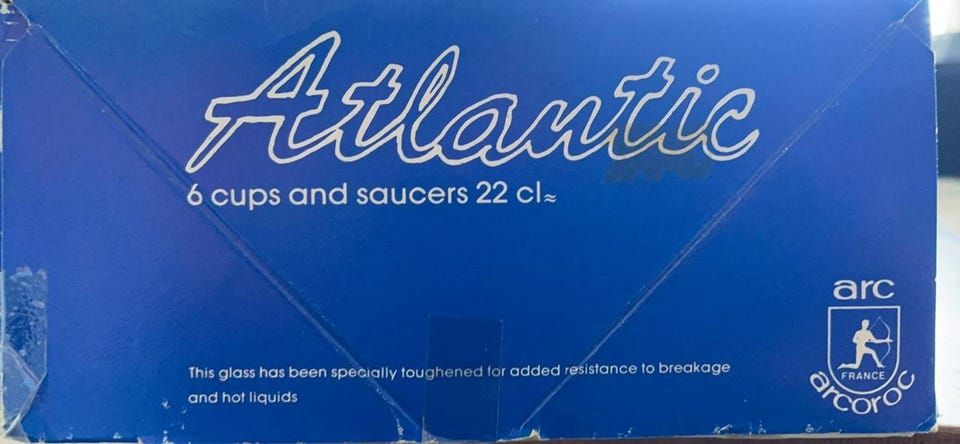 Atlantic
6 cups and saucers 22 cl≈
This glass has been specially toughened for added resistance to breakage
and hot liquids
arc
FRANCE
arcoroc